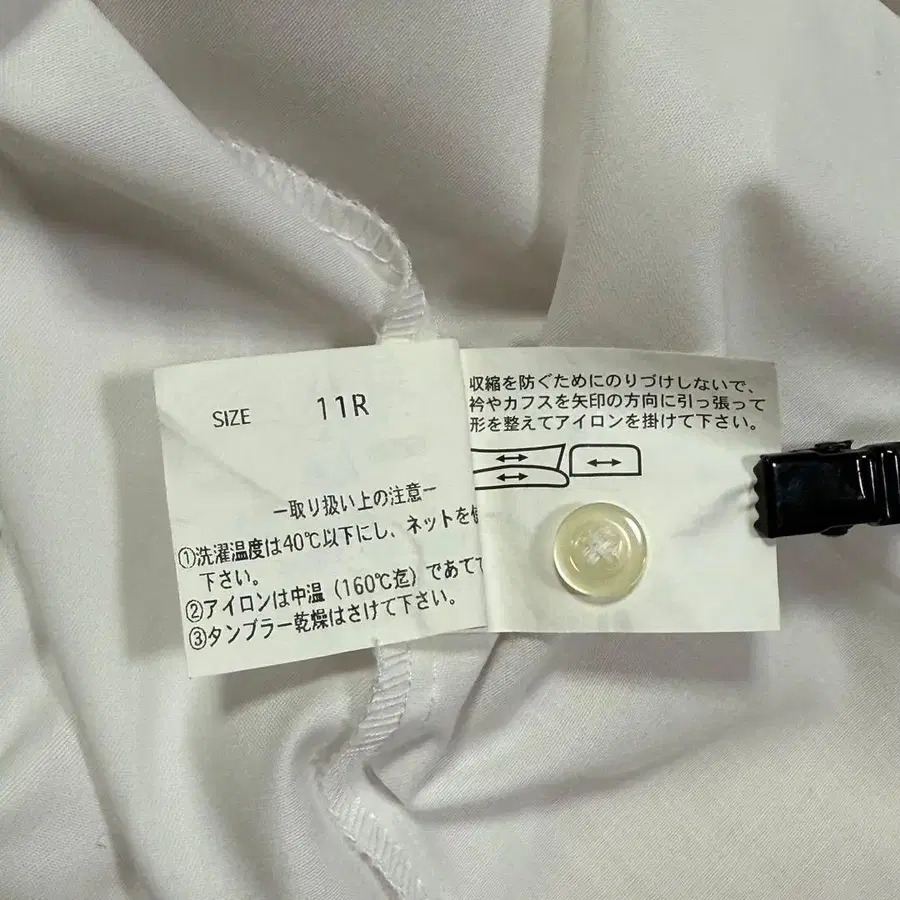 SIZE 11R
ー取り扱い上の注意ー
①洗濯温度は40℃以下にし、ネットを使
下さい。
②アイロンは中温（160℃迄）であてて
③タンブラー乾燥はさけて下さい。
収縮を防ぐためにのりづけしないで、
衿やカフスを矢印の方向に引っ張って
形を整えてアイロンを掛けて下さい。